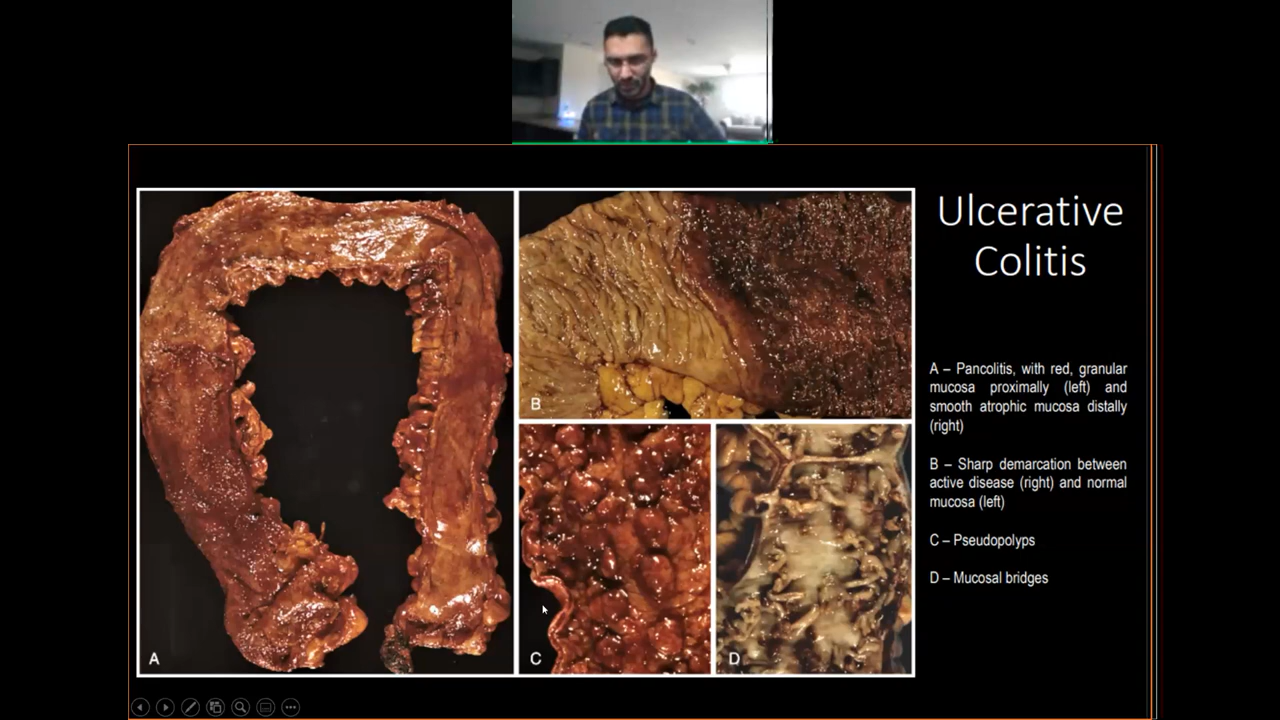 Ulcerative
Colitis
A – Pancolitis, with red, granular
mucosa proximally (left) and
smooth atrophic mucosa distally
(right)
B – Sharp demarcation between
active disease (right) and normal
mucosa (left)
C – Pseudopolyps
D – Mucosal bridges
A
B
C
D